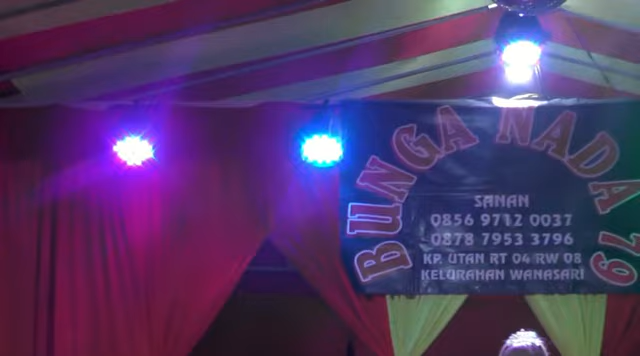 BUNGA NADA 79
SANAN
0856 9712 0037
0878 7953 3796
KP. UTAN RT 04 RW 08
KELURAHAN WANASARI